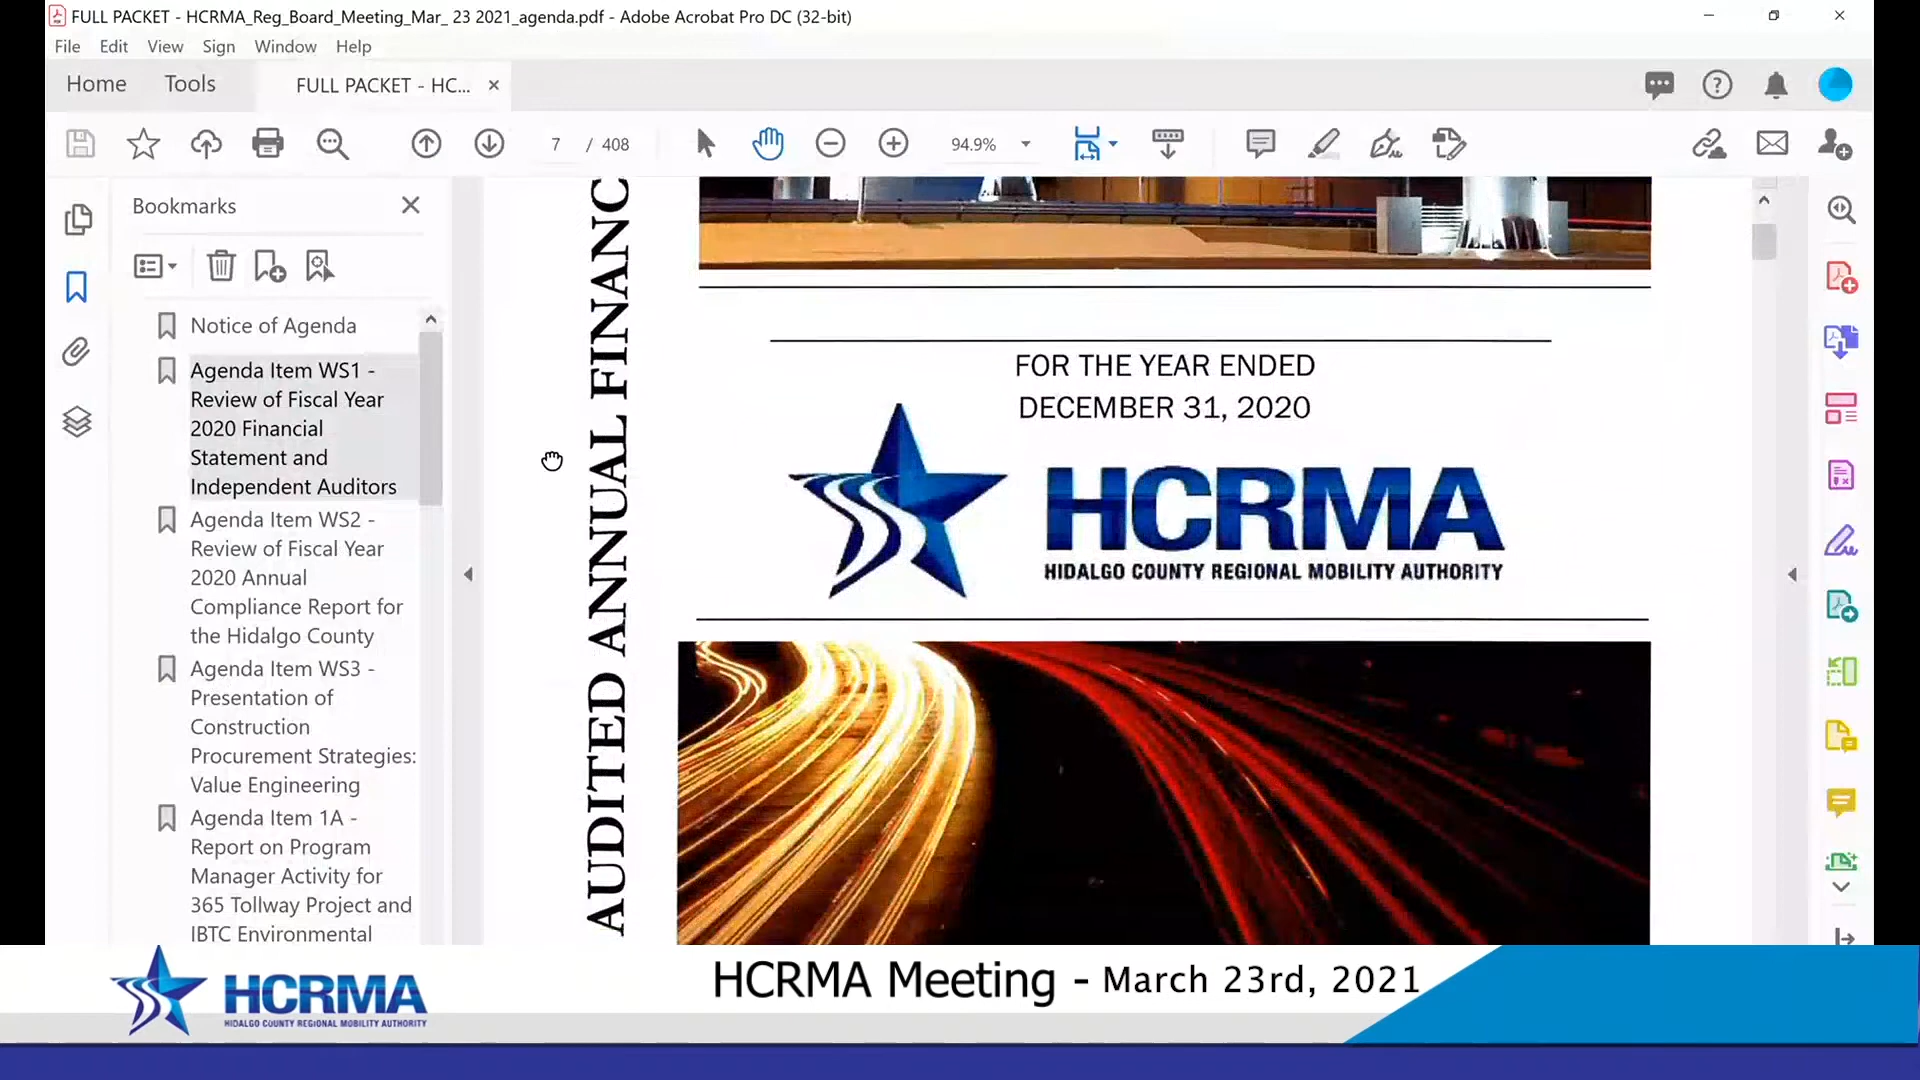 FULL PACKET - HCRMA_Reg_Board_Meeting_Mar_ 23 2021_agenda.pdf - Adobe Acrobat Pro DC (32-bit)
File Edit View Sign Window Help
Home Tools FULL PACKET - HC...
7 / 408 94.9%
Bookmarks
Notice of Agenda
Agenda Item WS1 -
Review of Fiscal Year
2020 Financial
Statement and
Independent Auditors
Agenda Item WS2 -
Review of Fiscal Year
2020 Annual
Compliance Report for
the Hidalgo County
Agenda Item WS3 -
Presentation of
Construction
Procurement Strategies:
Value Engineering
Agenda Item 1A -
Report on Program
Manager Activity for
365 Tollway Project and
IBTC Environmental
AUDITED ANNUAL FINANC
FOR THE YEAR ENDED
DECEMBER 31, 2020
HCRMA
HIDALGO COUNTY REGIONAL MOBILITY AUTHORITY
HCRMA
HIDALGO COUNTY REGIONAL MOBILITY AUTHORITY
HCRMA Meeting - March 23rd, 2021